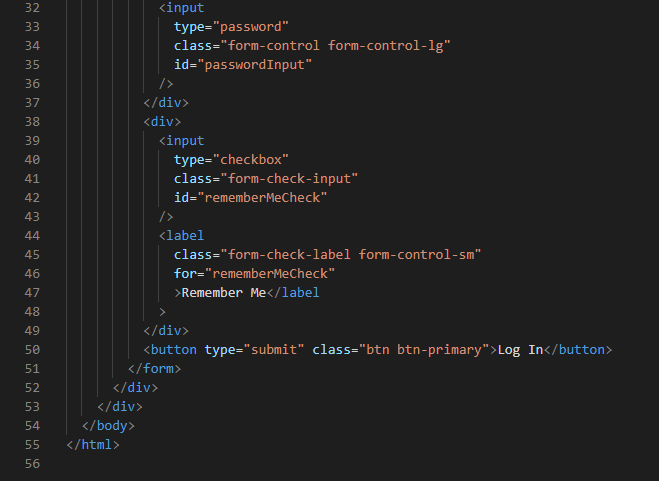 32 <input
33 type="password"
34 class="form-control form-control-lg"
35 id="passwordInput"
36 />
37 </div>
38 <div>
39 <input
40 type="checkbox"
41 class="form-check-input"
42 id="rememberMeCheck"
43 />
44 <label
45 class="form-check-label form-control-sm"
46 for="rememberMeCheck"
47 >Remember Me</label
48 >
49 </div>
50 <button type="submit" class="btn btn-primary">Log In</button>
51 </form>
52 </div>
53 </div>
54 </body>
55 </html>
56